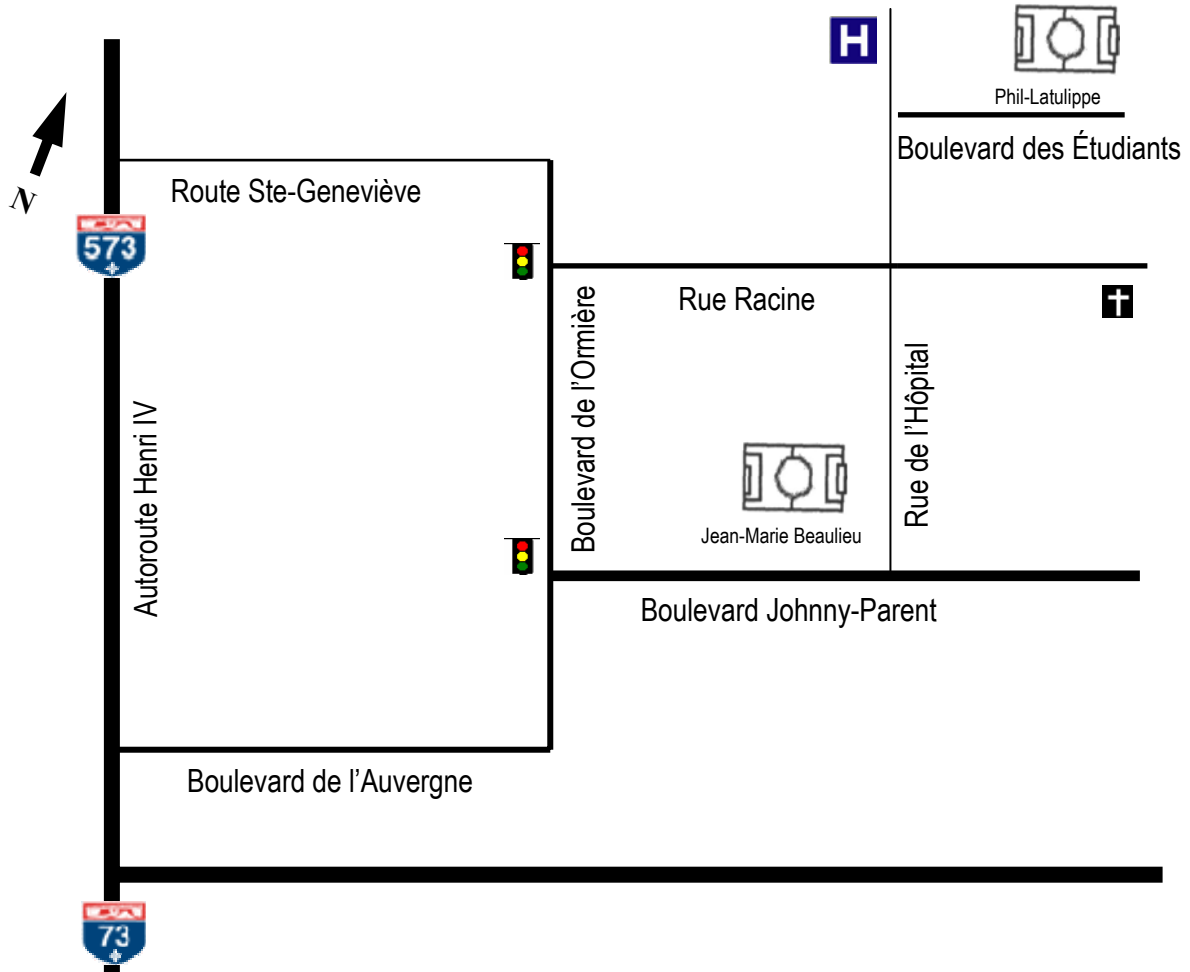 H
Phil-Latulippe
Boulevard des Étudiants
N
Route Ste-Geneviève
573
Rue Racine
Boulevard de l'Ormière
Rue de l'Hôpital
Autoroute Henri IV
Jean-Marie Beaulieu
Boulevard Johnny-Parent
Boulevard de l'Auvergne
73